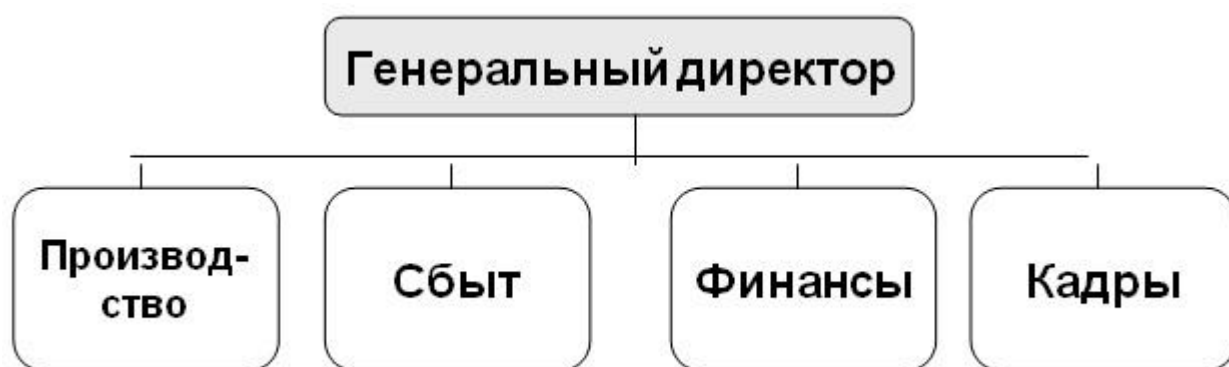 Генеральный директор
Производ-
ство
Сбыт
Финансы
Кадры